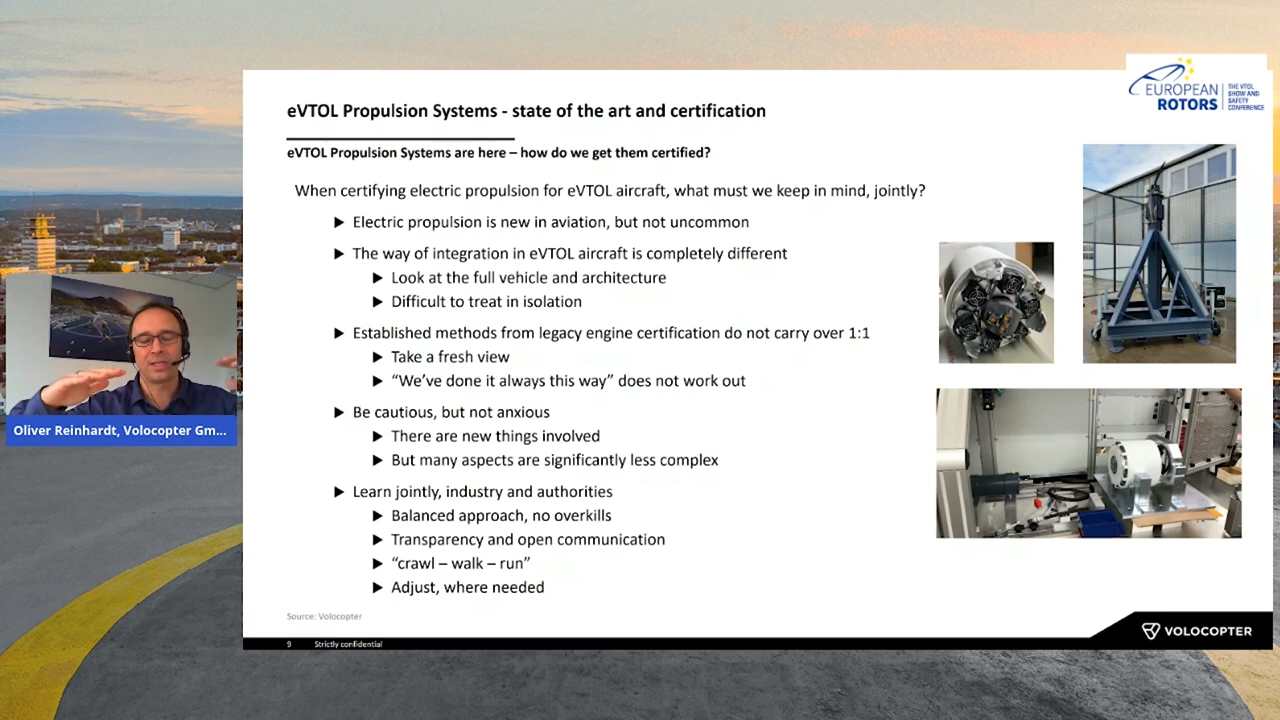 EUROPEAN
ROTORS
THE VTOL
SHOW AND
SAFETY
CONFERENCE
eVTOL Propulsion Systems - state of the art and certification
eVTOL Propulsion Systems are here – how do we get them certified?
When certifying electric propulsion for eVTOL aircraft, what must we keep in mind, jointly?
▶ Electric propulsion is new in aviation, but not uncommon
▶ The way of integration in eVTOL aircraft is completely different
▶ Look at the full vehicle and architecture
▶ Difficult to treat in isolation
▶ Established methods from legacy engine certification do not carry over 1:1
▶ Take a fresh view
▶ “We’ve done it always this way” does not work out
▶ Be cautious, but not anxious
▶ There are new things involved
▶ But many aspects are significantly less complex
▶ Learn jointly, industry and authorities
▶ Balanced approach, no overkills
▶ Transparency and open communication
▶ “crawl – walk – run”
▶ Adjust, where needed
Oliver Reinhardt, Volocopter Gm...
Source: Volocopter
9 Strictly confidential
VOLOCOPTER